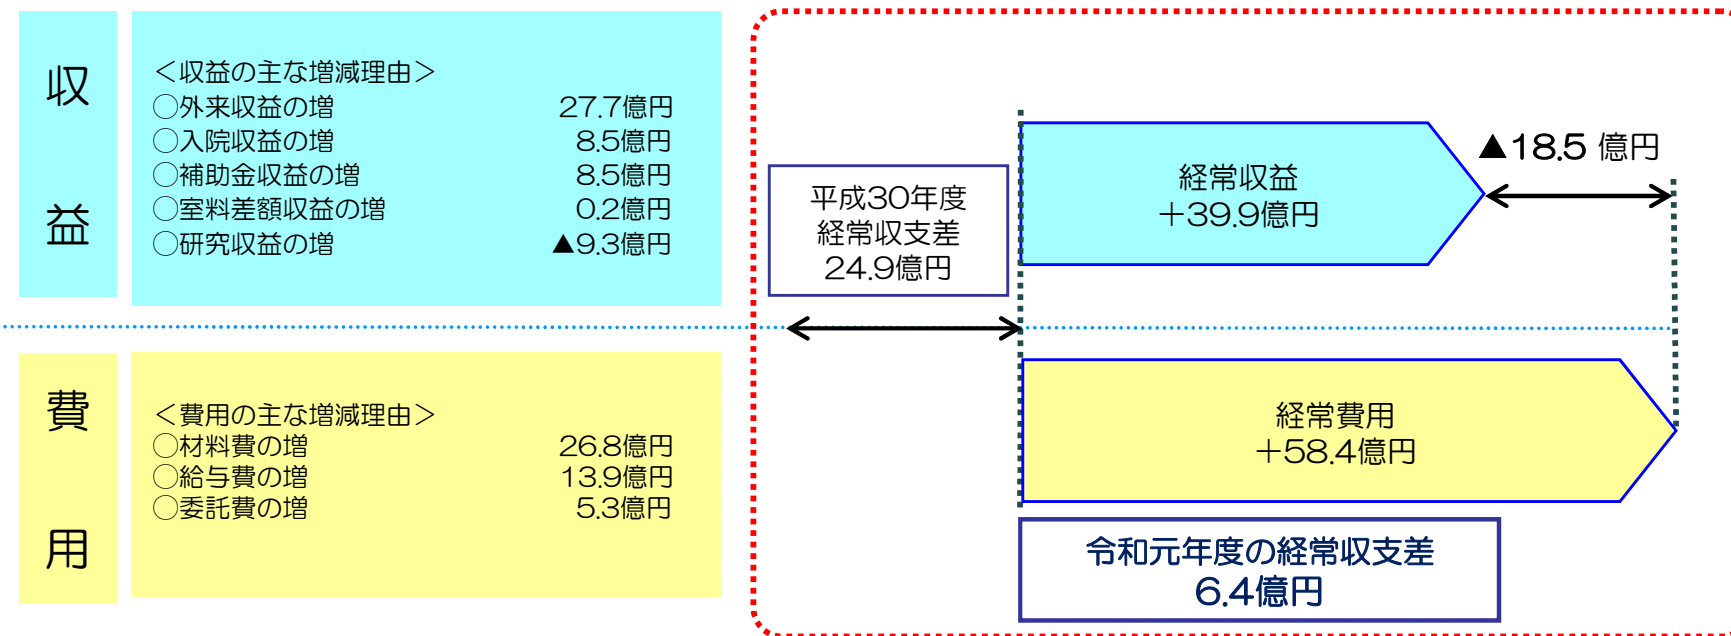 収益
＜収益の主な増減理由＞
○外来収益の増 27.7億円
○入院収益の増 8.5億円
○補助金収益の増 8.5億円
○室料差額収益の増 0.2億円
○研究収益の増 ▲9.3億円
費用
＜費用の主な増減理由＞
○材料費の増 26.8億円
○給与費の増 13.9億円
○委託費の増 5.3億円
平成30年度
経常収支差
24.9億円
経常収益
＋39.9億円
▲18.5 億円
経常費用
＋58.4億円
令和元年度の経常収支差
6.4億円